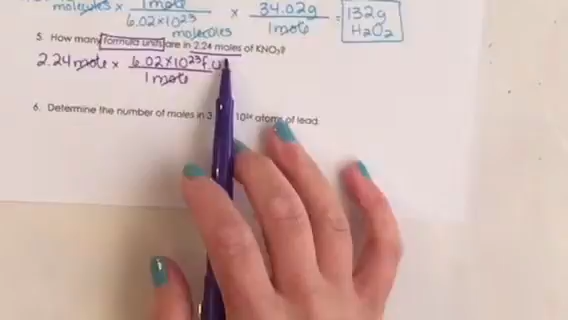 molecules × 1mole / 6.02×10²³ molecules × 34.02g / 1mole = 132g H₂O₂
5. How many formula units are in 2.24 moles of KNO₃?
2.24 mole × 6.02×10²³ f.u. / 1 mole
6. Determine the number of moles in 3 10²⁴ atoms of lead.